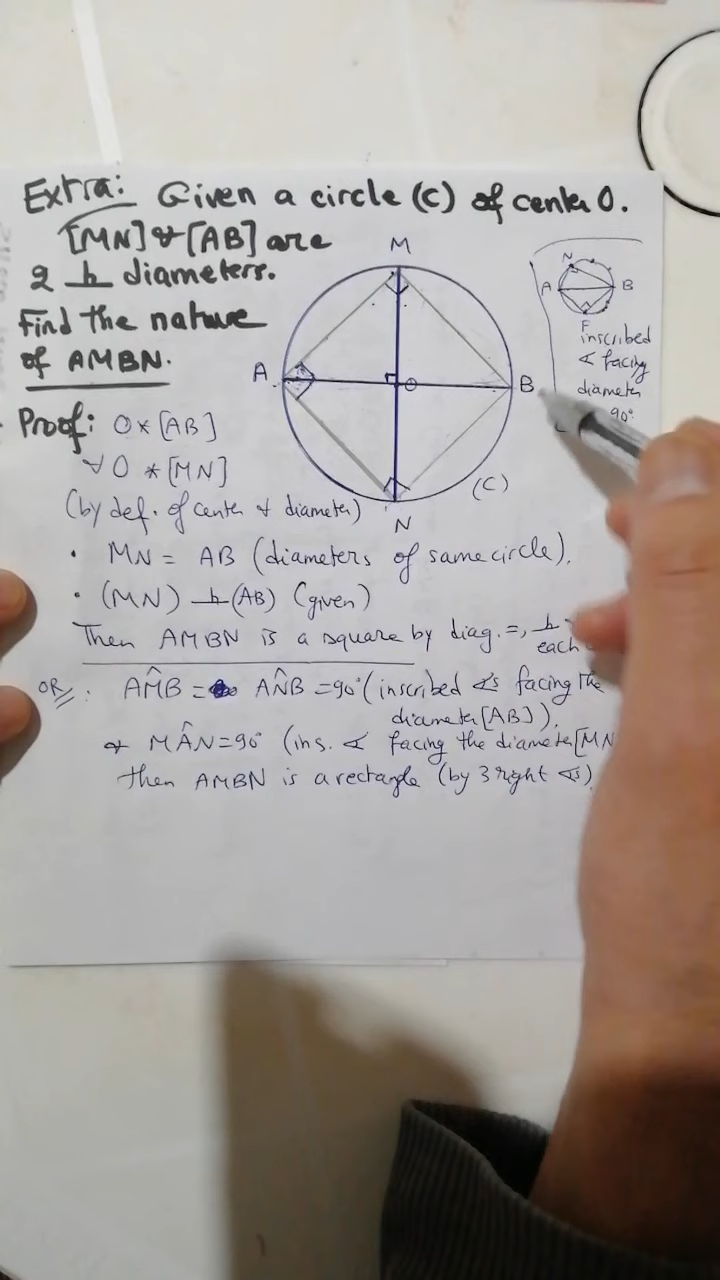 Extra: Given a circle (C) of center O.
[MN] & [AB] are
2 ⊥ diameters.
Find the nature
of AMBN.
M
A
O
B
N
(C)
N
A
B
F
inscribed
∢ facing
diameter
90°
Proof: O * [AB]
& O * [MN]
(by def. of center & diameter)
• MN = AB (diameters of same circle).
• (MN) ⊥ (AB) (given)
Then AMBN is a square by diag. =, ⊥
each
OR . AM̂B = AN̂B = 90° (inscribed ∢s facing the
diameter [AB]).
& MÂN = 90° (ins. ∢ facing the diameter [MN
then AMBN is a rectangle (by 3 right ∢s)